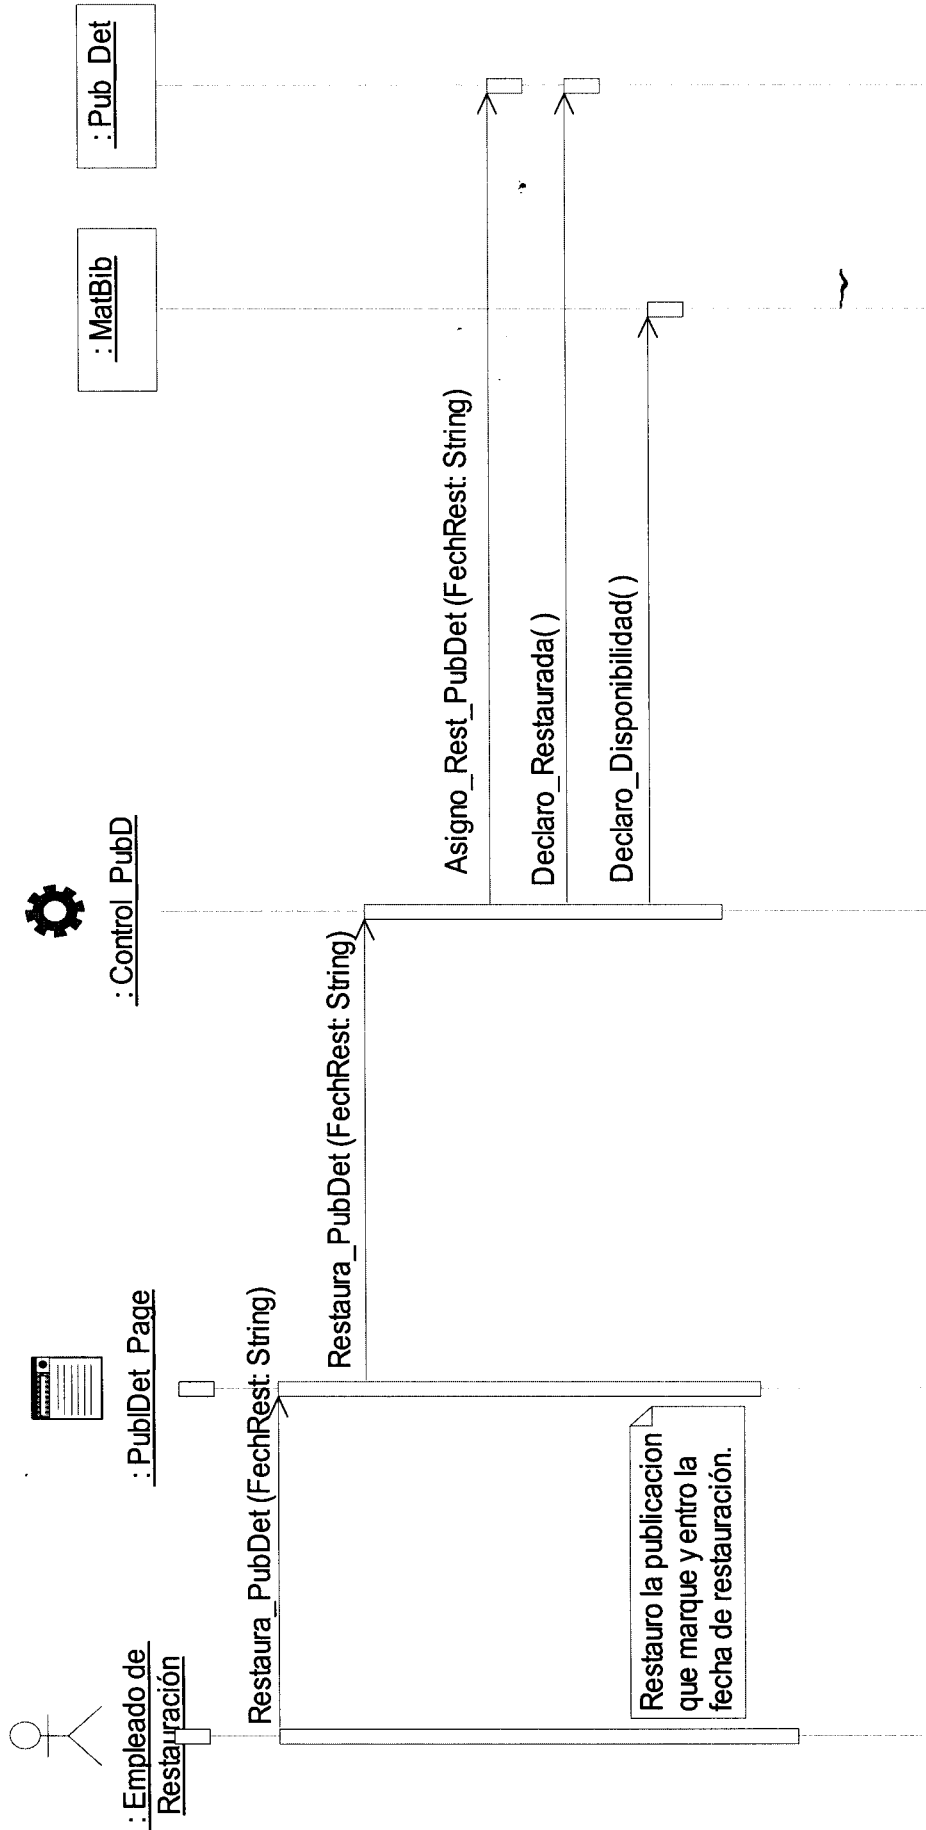 : Empleado de
Restauración
: PublDet_Page
: Control_PubD
: MatBib
: Pub_Det
Restaura_PubDet (FechRest: String)
Restaura_PubDet (FechRest: String)
Asigno_Rest_PubDet (FechRest: String)
Declaro_Restaurada( )
Declaro_Disponibilidad( )
Restauro la publicacion
que marque y entro la
fecha de restauración.